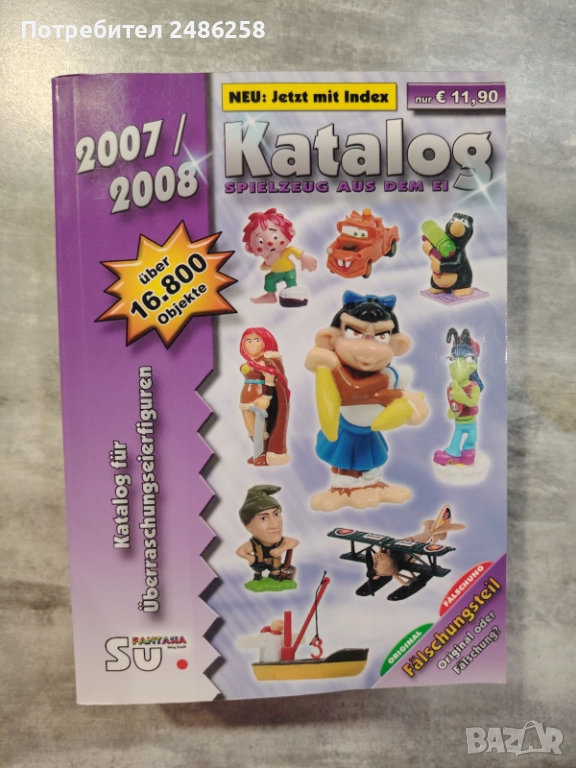 Потребител 2486258
NEU: Jetzt mit Index
nur € 11,90
2007/
2008
Katalog
SPIELZEUG AUS DEM EI
über
16.800
Objekte
Katalog für
Überraschungseierfiguren
Su
FANTASIA
ORIGINAL
FÄLSCHUNG
Fälschungsteil
Original oder
Fälschung?
BAZAR